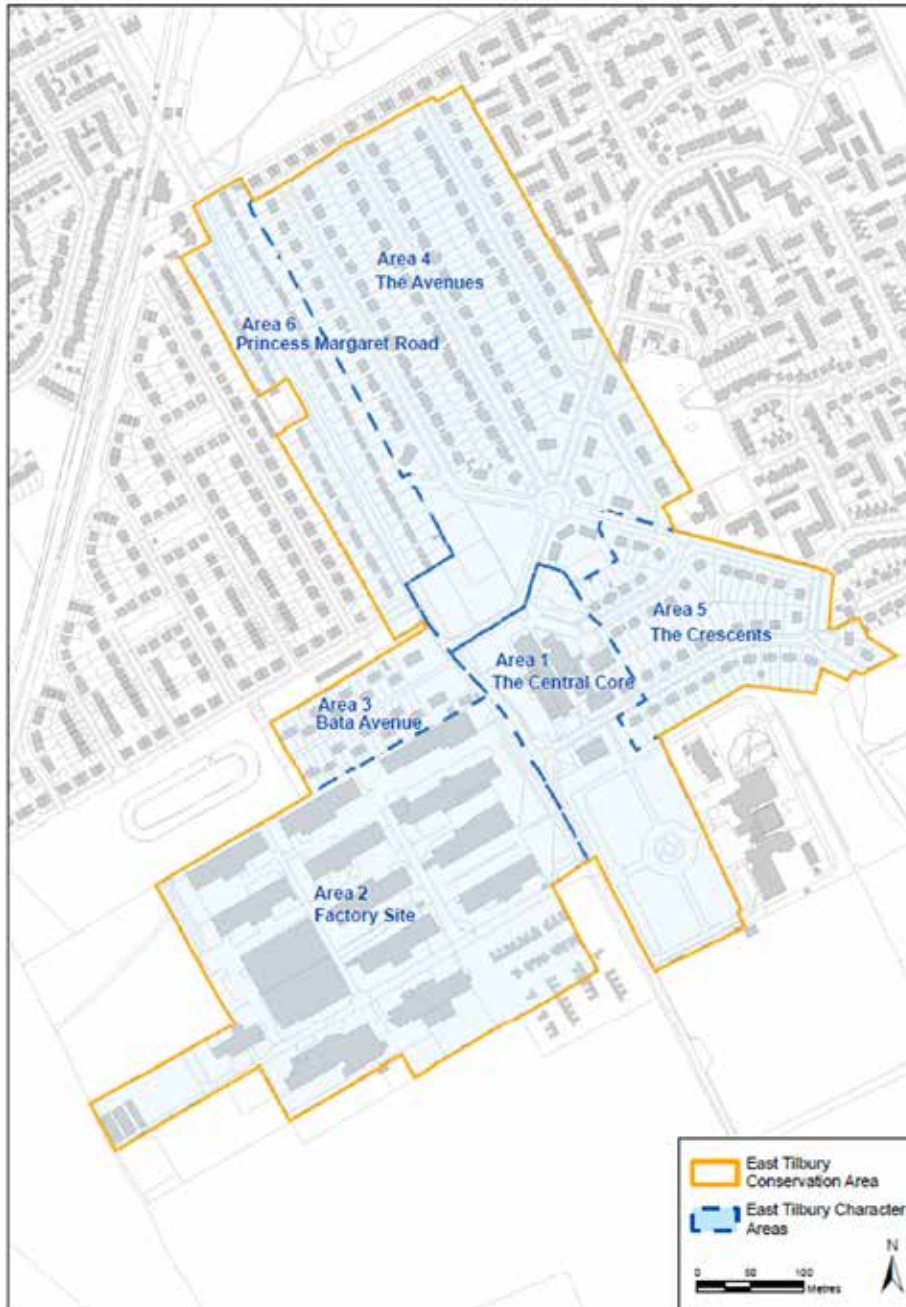 Area 4
The Avenues
Area 6
Princess Margaret Road
Area 5
The Crescents
Area 1
The Central Core
Area 3
Bata Avenue
Area 2
Factory Site
East Tilbury
Conservation Area
East Tilbury Character
Areas
N
0 50 100
Metres